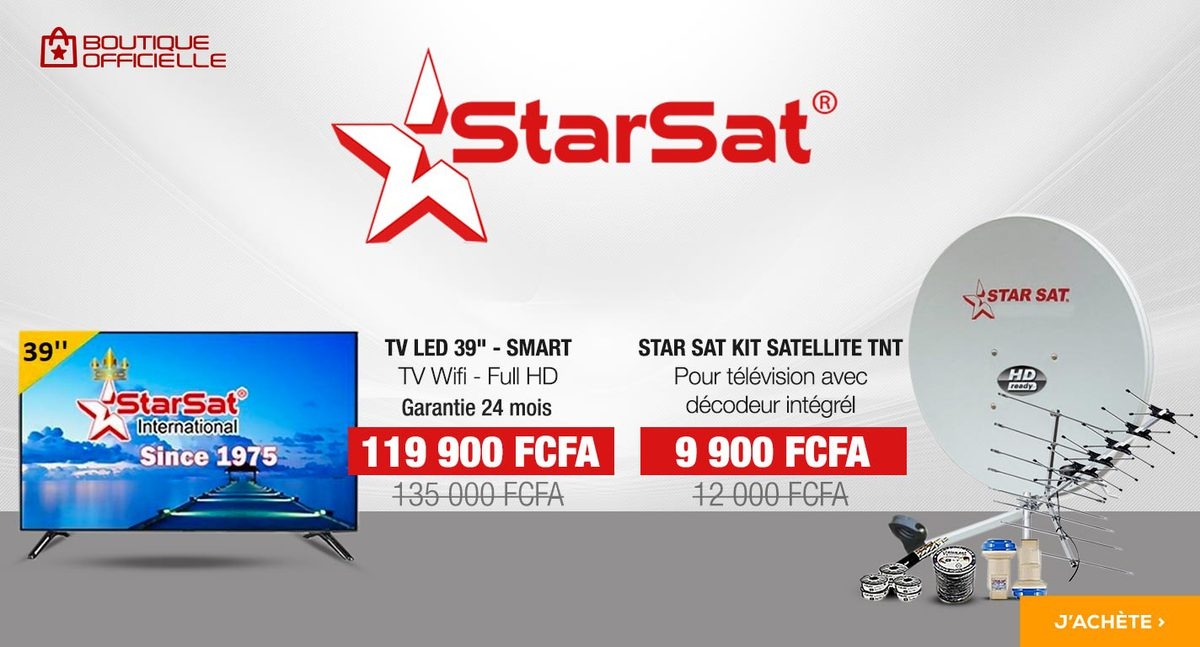 BOUTIQUE
OFFICIELLE
StarSat®
39''
StarSat®
International
Since 1975
TV LED 39" - SMART
TV Wifi - Full HD
Garantie 24 mois
119 900 FCFA
135 000 FCFA
STAR SAT KIT SATELLITE TNT
Pour télévision avec
décodeur intégrél
9 900 FCFA
12 000 FCFA
STAR SAT
HD
ready
J'ACHÈTE ›